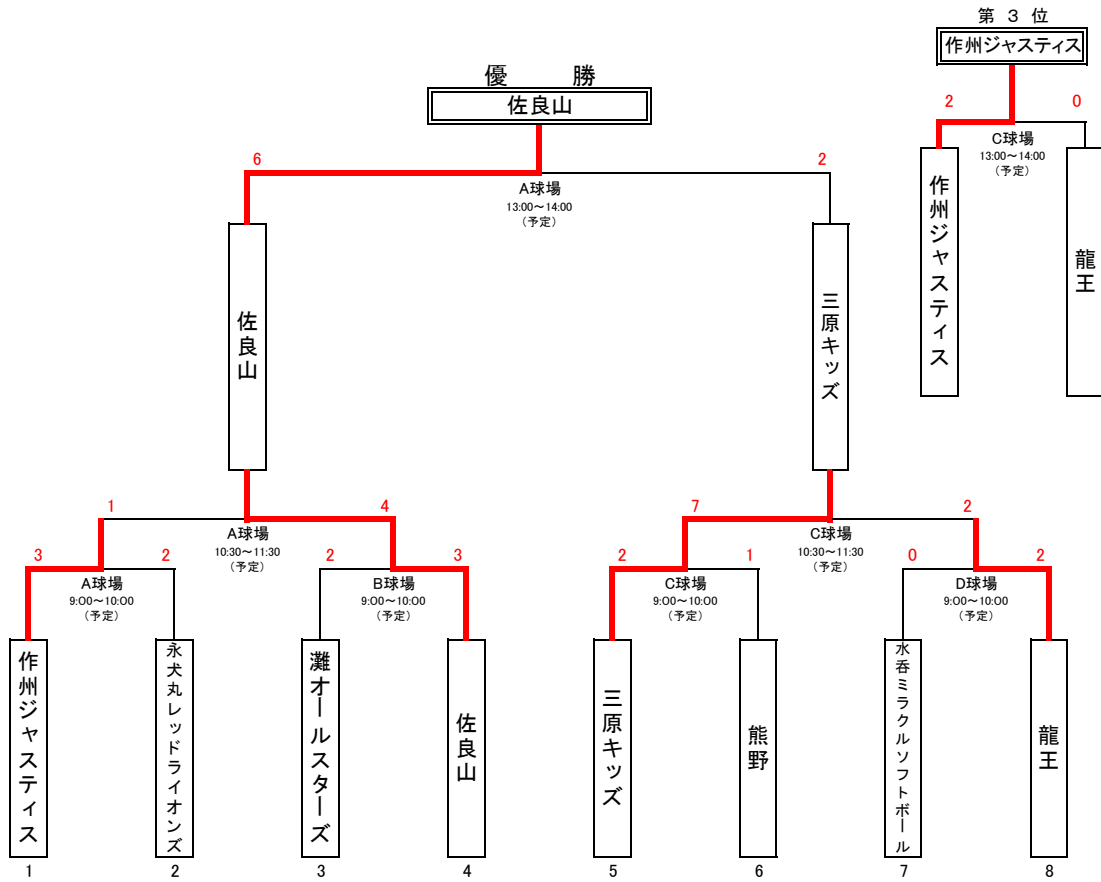 第 3 位
作州ジャスティス
優 勝
佐良山
2
0
C球場
13:00～14:00
(予定)
6
2
A球場
13:00～14:00
(予定)
作州ジャスティス
龍王
佐良山
三原キッズ
1
4
7
2
A球場
10:30～11:30
(予定)
C球場
10:30～11:30
(予定)
3
2
2
3
2
1
0
2
A球場
9:00～10:00
(予定)
B球場
9:00～10:00
(予定)
C球場
9:00～10:00
(予定)
D球場
9:00～10:00
(予定)
作州ジャスティス
永犬丸レッドライオンズ
灘オールスターズ
佐良山
三原キッズ
熊野
水呑ミラクルソフトボール
龍王
1
2
3
4
5
6
7
8